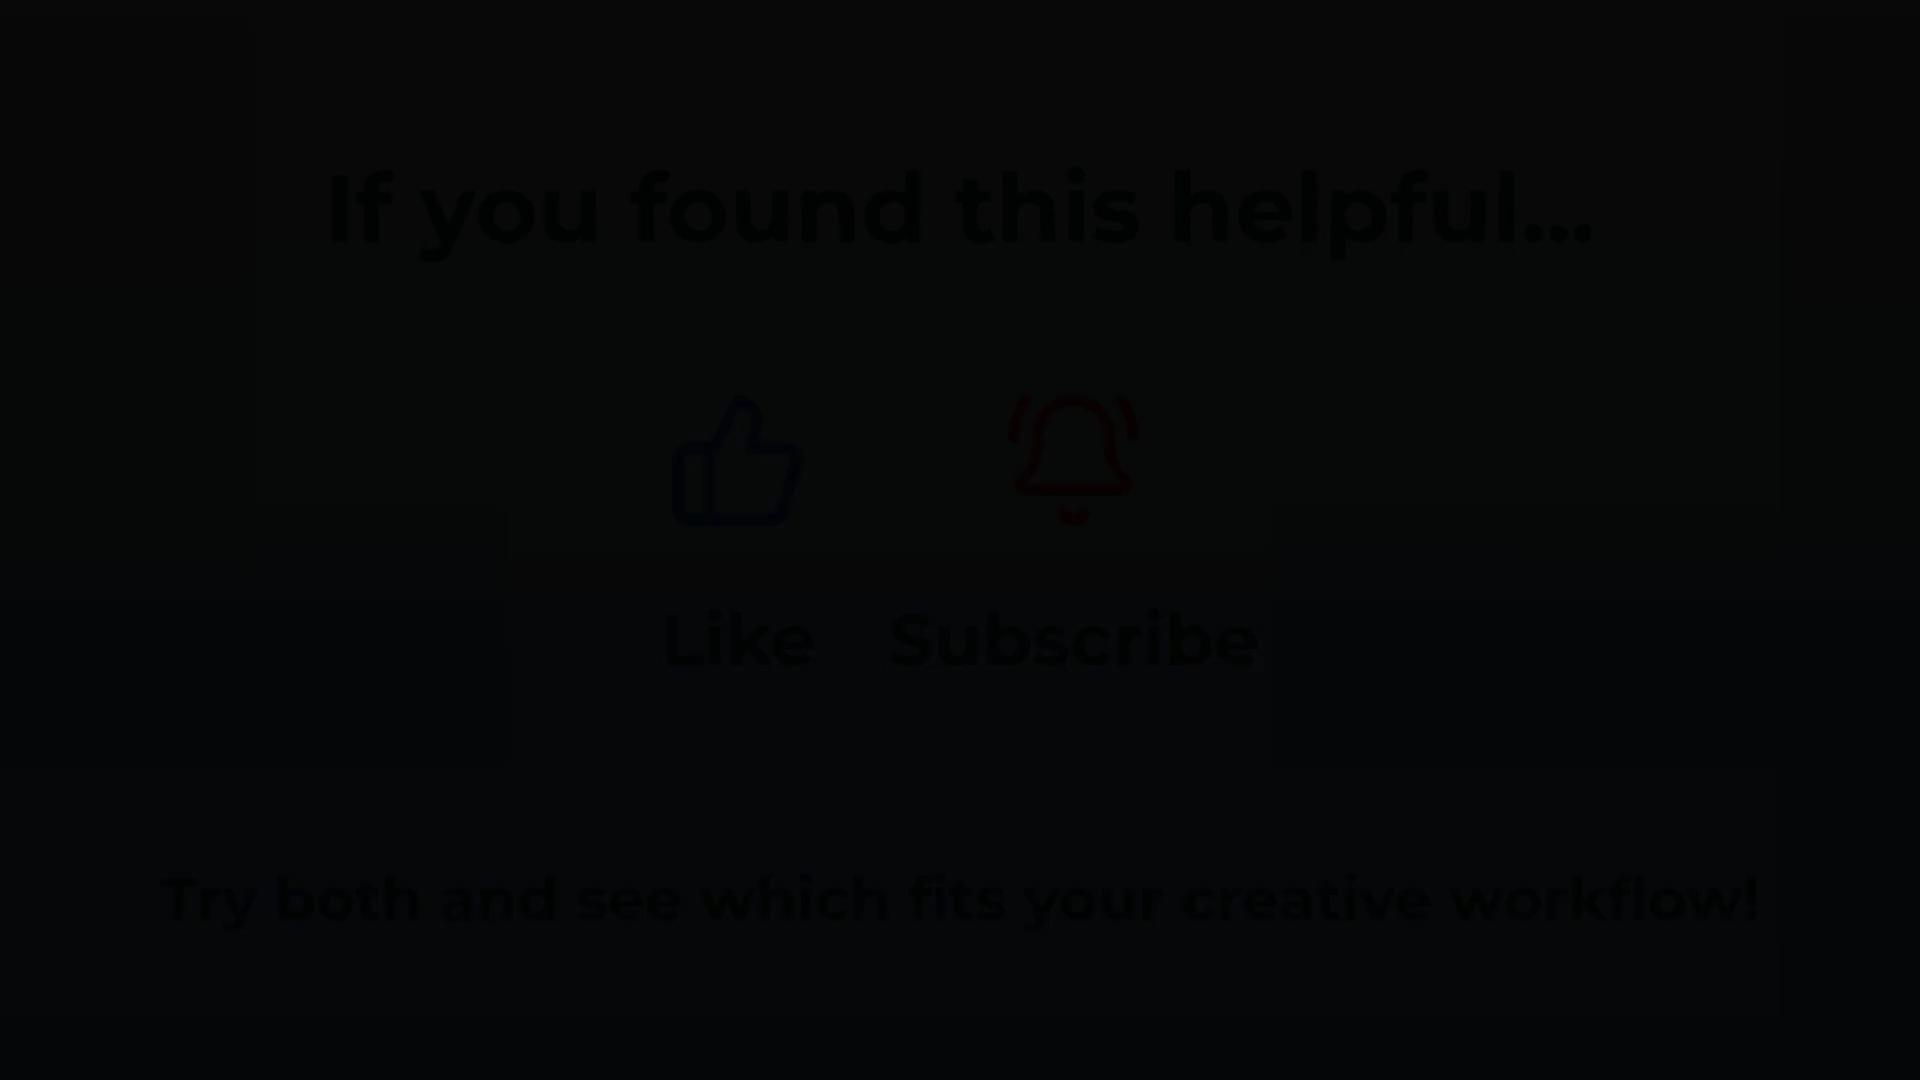 If you found this helpful...
Like Subscribe
Try both and see which fits your creative workflow!